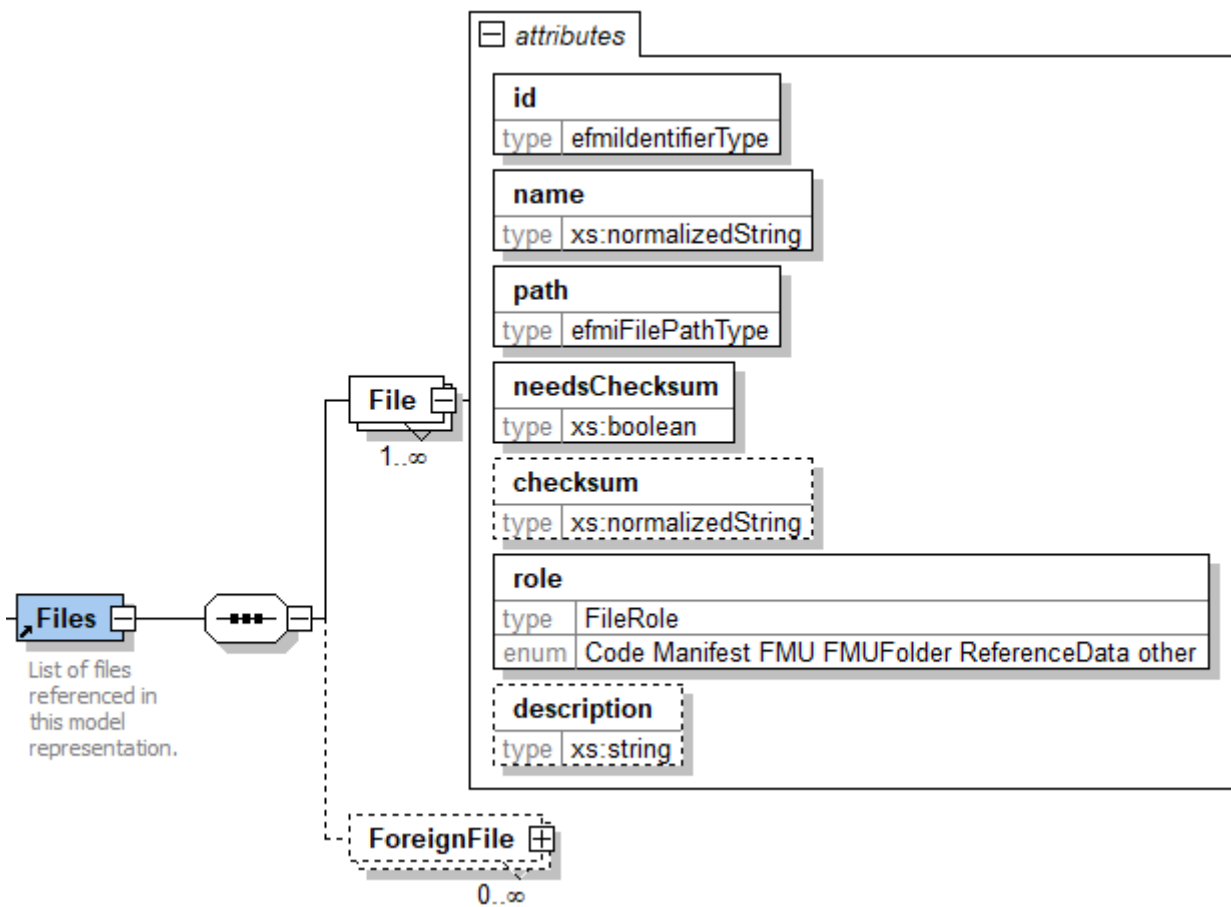 attributes
id
type efmiIdentifierType
name
type xs:normalizedString
path
type efmiFilePathType
needsChecksum
type xs:boolean
checksum
type xs:normalizedString
role
type FileRole
enum Code Manifest FMU FMUFolder ReferenceData other
description
type xs:string
File
1..∞
Files
List of files
referenced in
this model
representation.
ForeignFile
0..∞